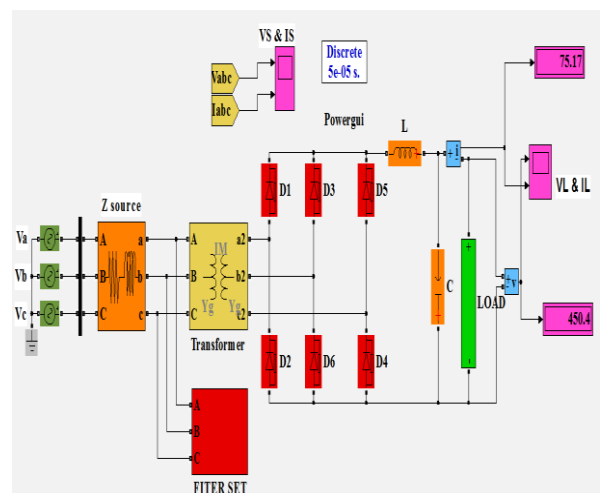 VS & IS
Vabc
Iabc
Discrete
5e-05 s.
Powergui
75.17
L
+ i
-
VL & IL
D1
D3
D5
Z source
Va
Vb
Vc
A
B
C
a
b
c
A
B
C
IM
Yg
Yg
a2
b2
c2
Transformer
C
+
LOAD
+v
-
450.4
D2
D6
D4
A
B
C
FITER SET